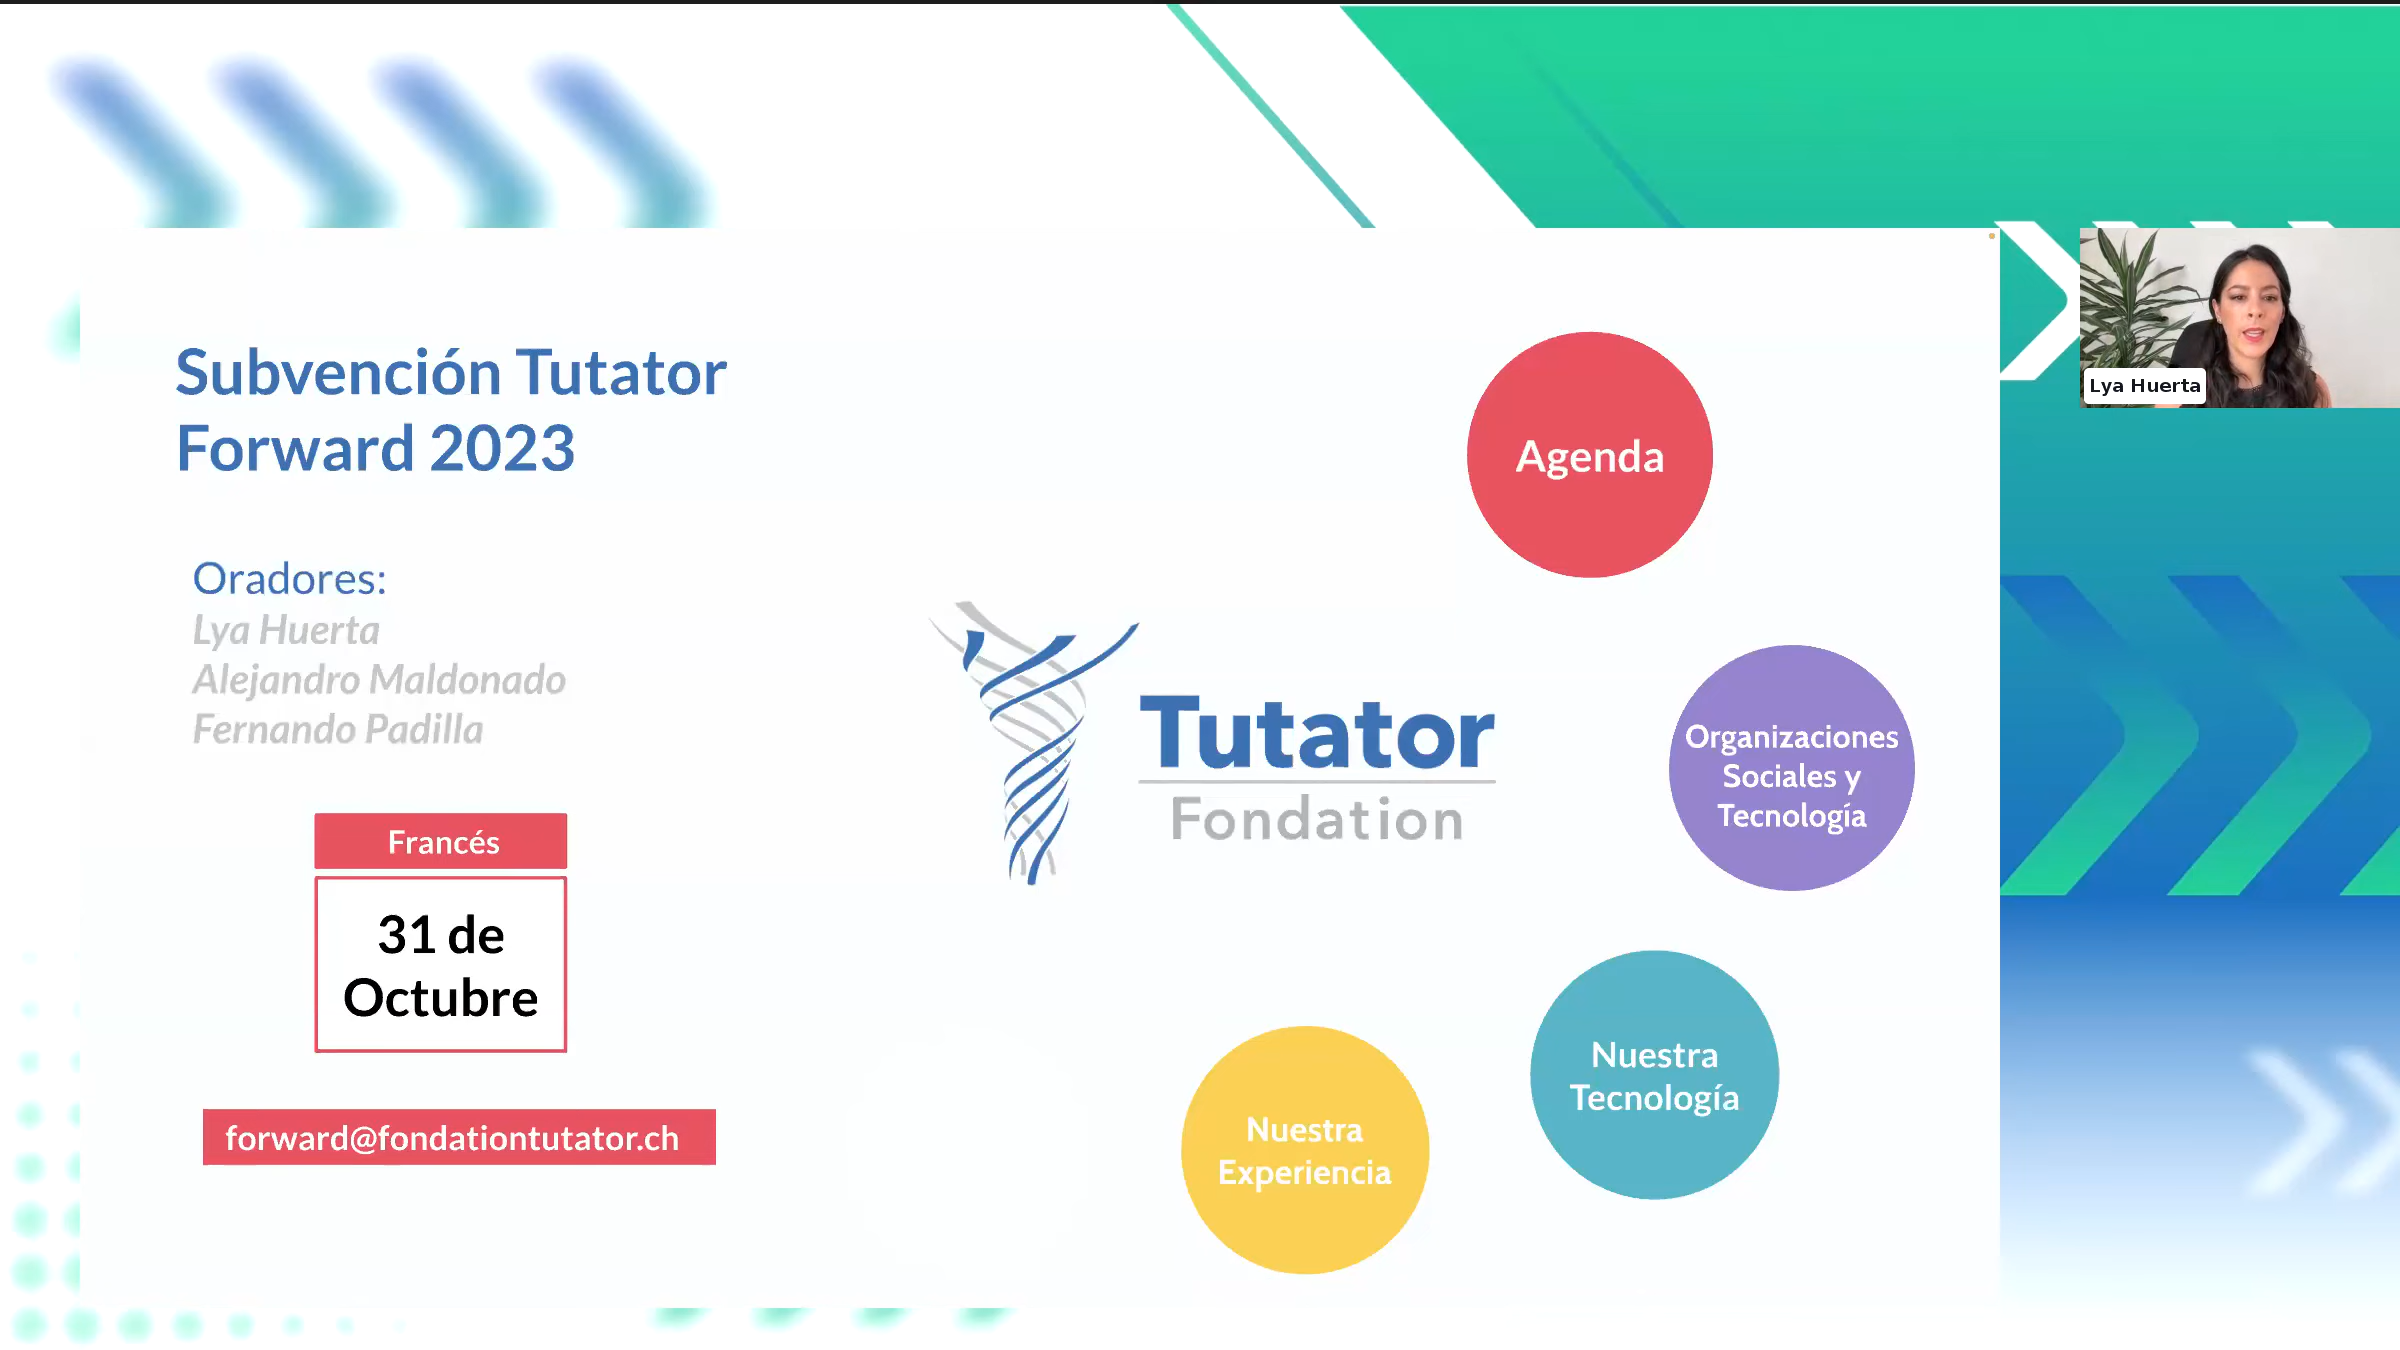 Subvención Tutator
Forward 2023
Oradores:
Lya Huerta
Alejandro Maldonado
Fernando Padilla
Francés
31 de
Octubre
forward@fondationtutator.ch
Tutator
Fondation
Agenda
Organizaciones
Sociales y
Tecnología
Nuestra
Tecnología
Nuestra
Experiencia
Lya Huerta